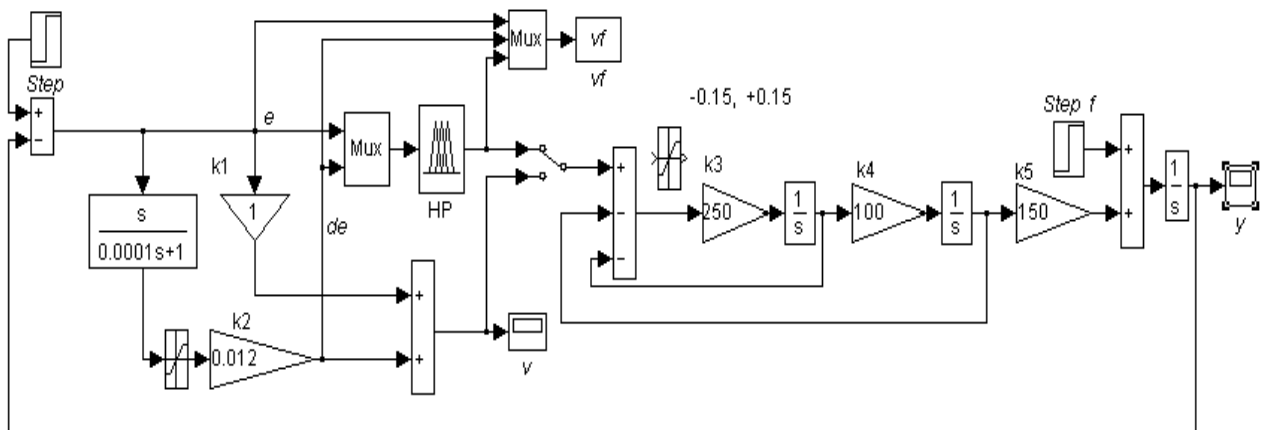 Step
+
−
s
0.0001s+1
k1
1
e
k2
0.012
de
Mux
HP
Mux
vf
vf
+
+
v
-0.15, +0.15
+
−
−
k3
250
1
s
k4
100
1
s
k5
150
Step f
+
+
1
s
y